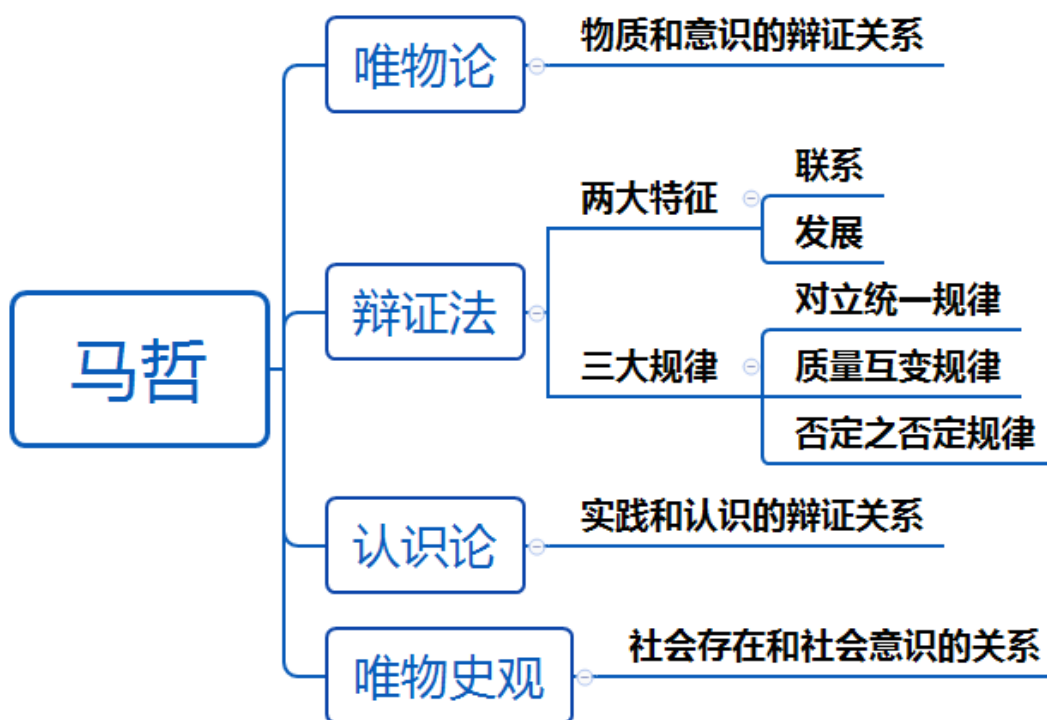 马哲
唯物论
物质和意识的辩证关系
辩证法
两大特征
联系
发展
三大规律
对立统一规律
质量互变规律
否定之否定规律
认识论
实践和认识的辩证关系
唯物史观
社会存在和社会意识的关系